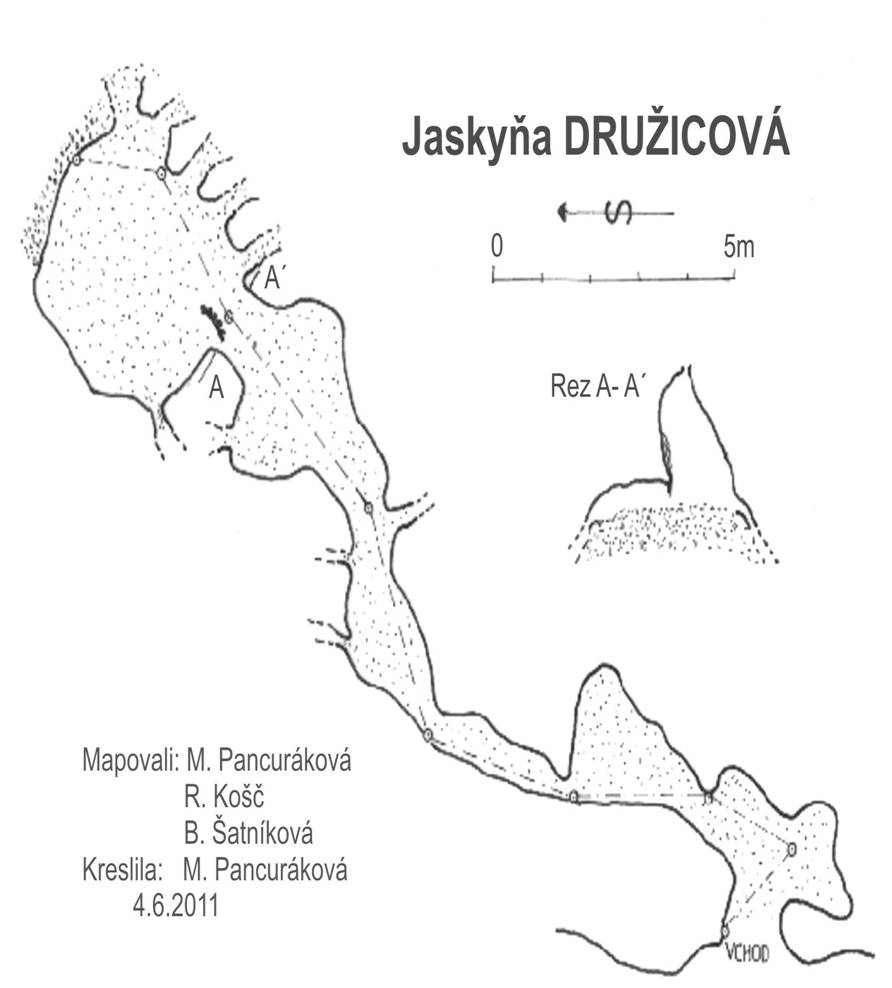 Jaskyňa DRUŽICOVÁ
S
0 5m
A´
Rez A- A´
A
Mapovali: M. Pancuráková
R. Košč
B. Šatníková
Kreslila: M. Pancuráková
4.6.2011
VCHOD